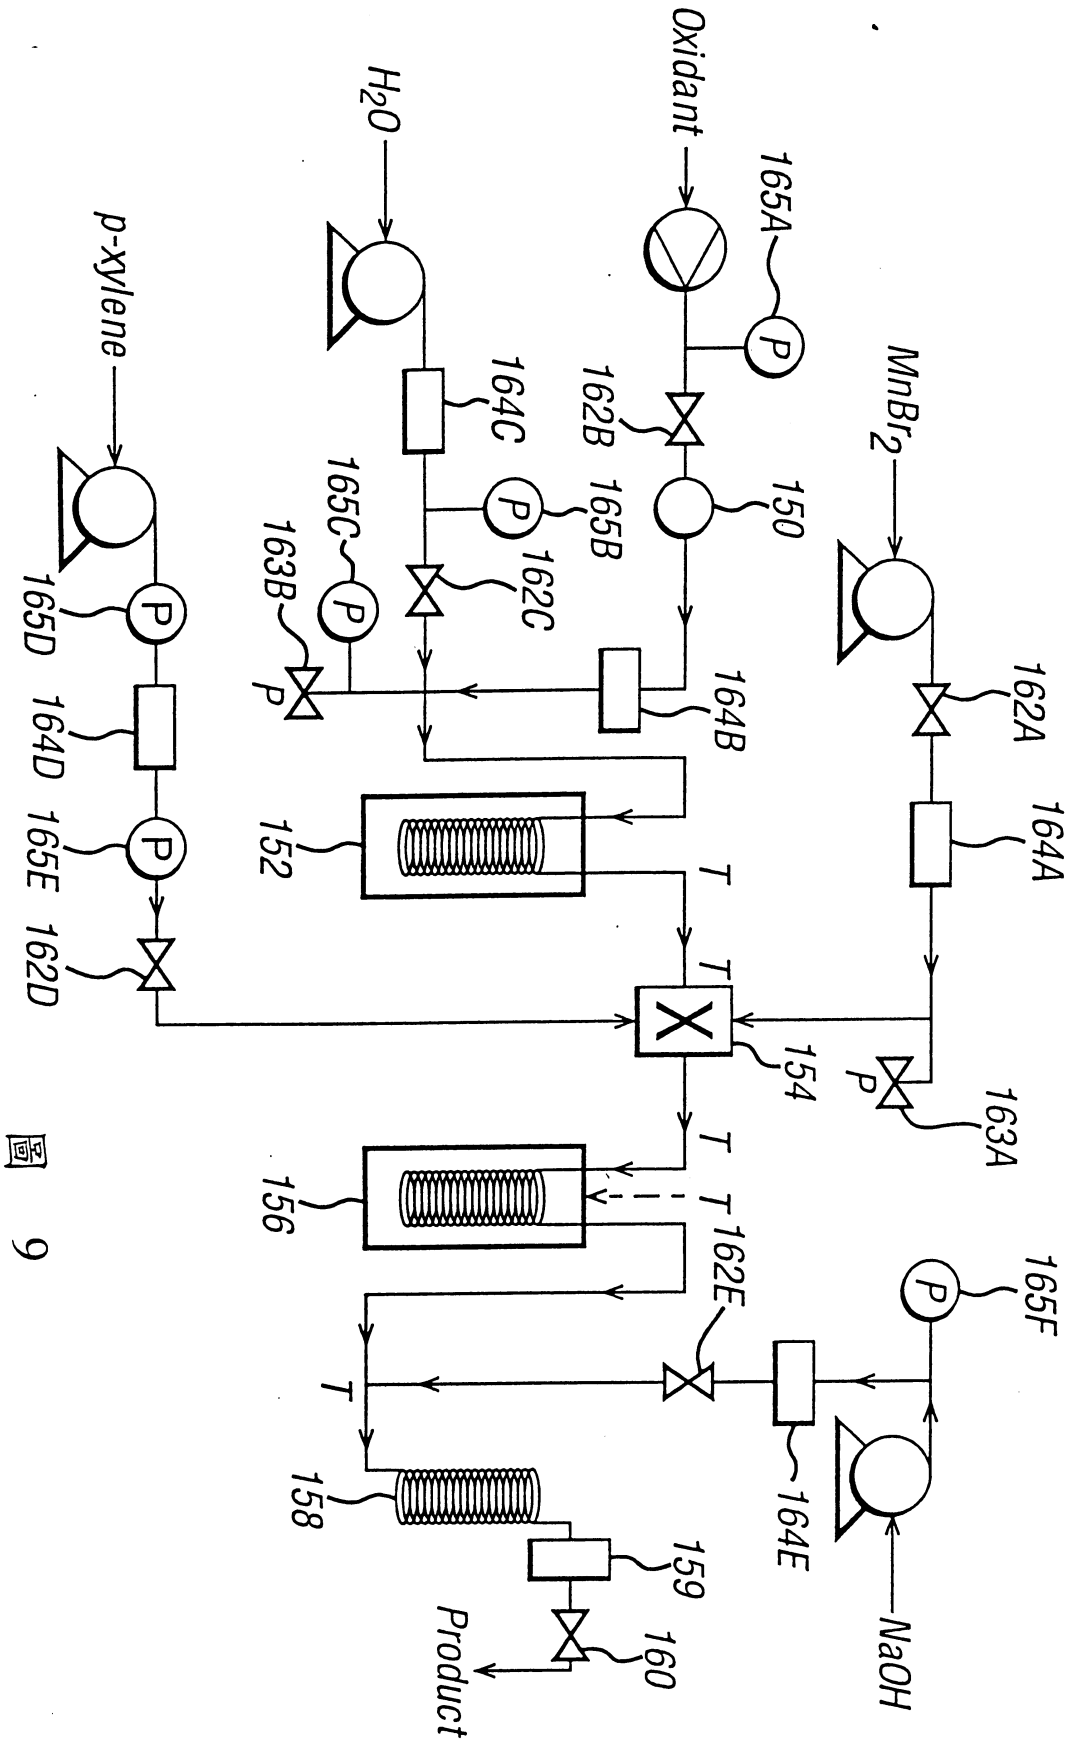 165F
164A
162A
163A
P
MnBr2
NaOH
P
165A
150
154
164E
P
164B
162E
T
T
T
T
Oxidant
159
160
162B
165B
P
162C
164C
Product
H2O
165C
P
T
158
163B
P
152
156
P
P
p-xylene
165D
164D
165E
162D
圖 9